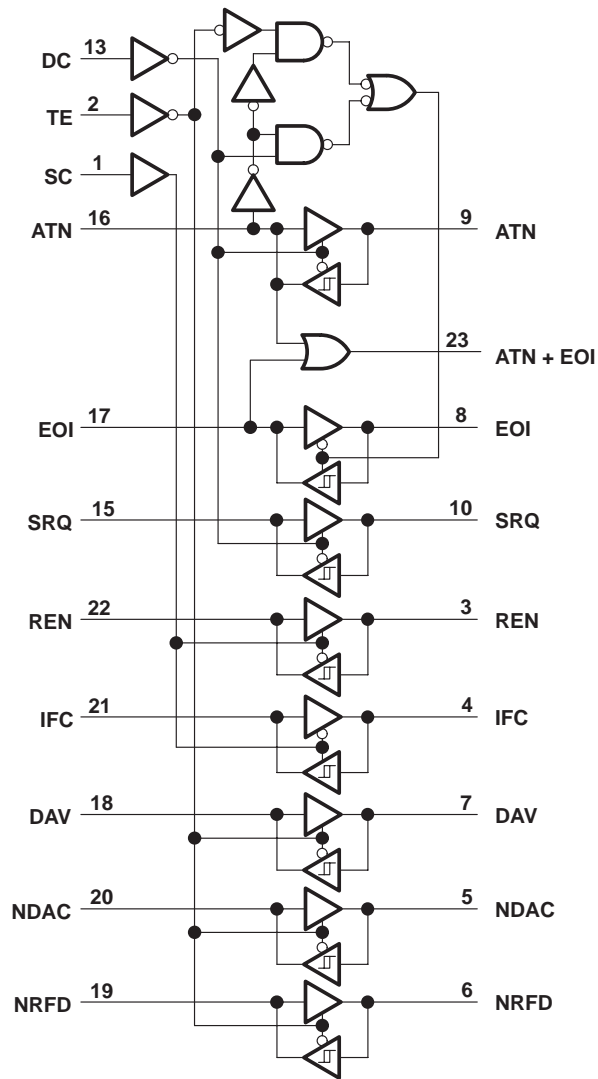 DC 13
TE 2
SC 1
ATN 16 9 ATN
23 ATN + EOI
EOI 17 8 EOI
SRQ 15 10 SRQ
REN 22 3 REN
IFC 21 4 IFC
DAV 18 7 DAV
NDAC 20 5 NDAC
NRFD 19 6 NRFD